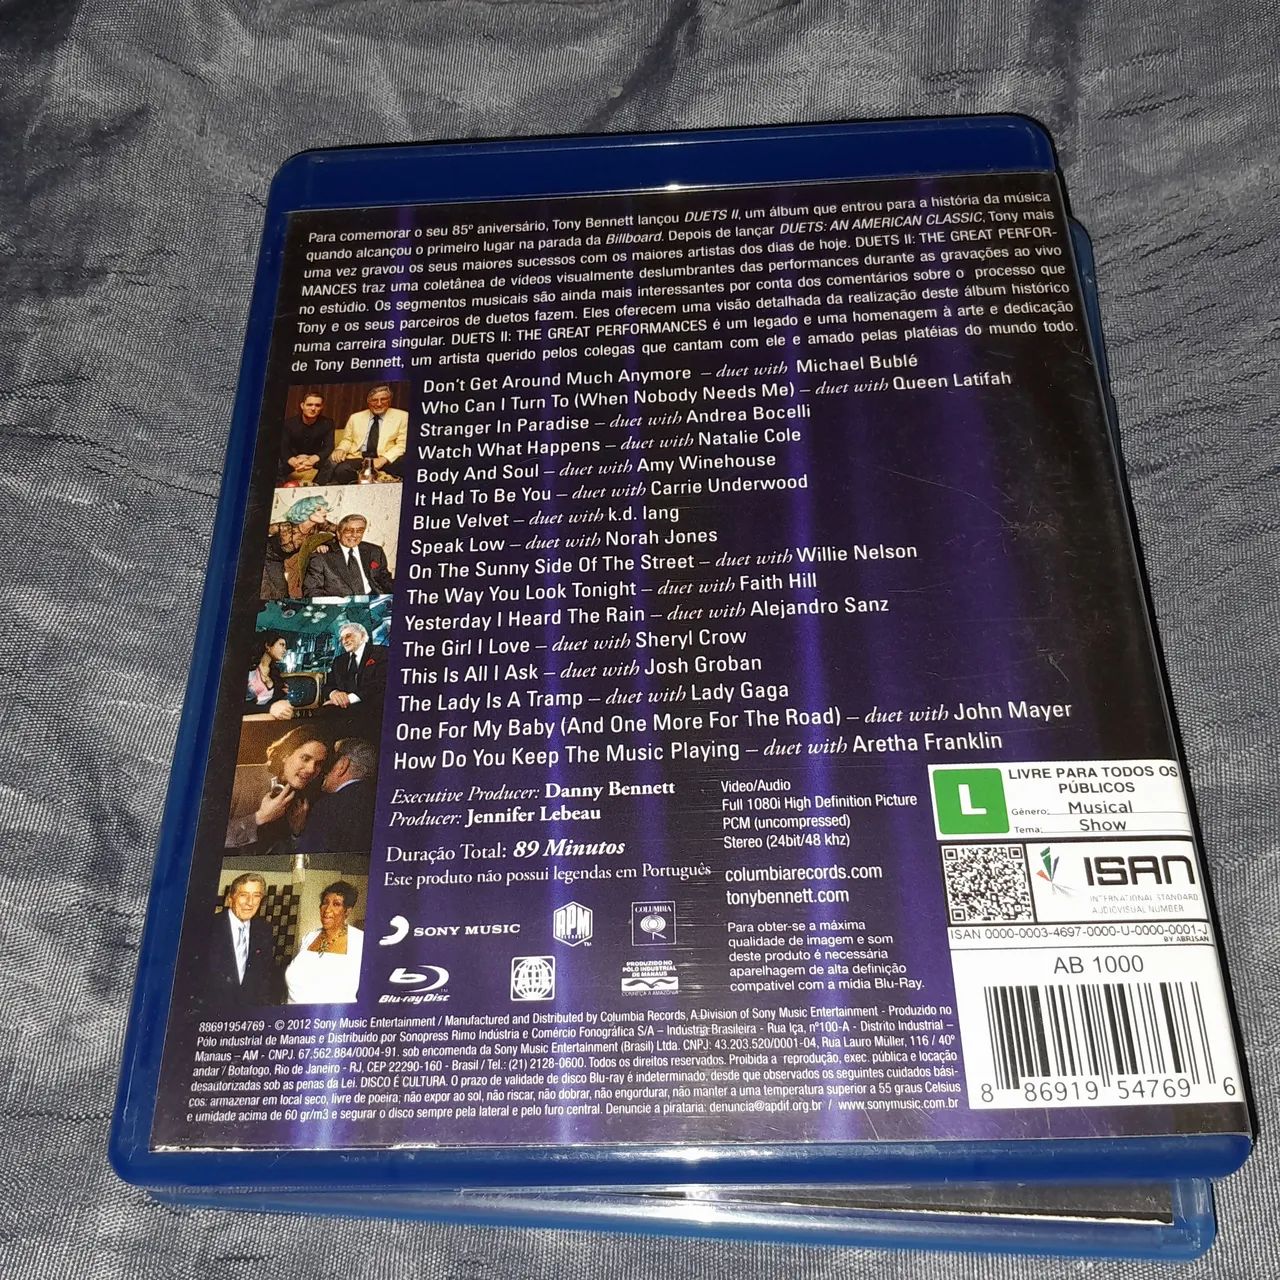 Para comemorar o seu 85º aniversário, Tony Bennett lançou DUETS II, um álbum que entrou para a história da música
quando alcançou o primeiro lugar na parada da Billboard. Depois de lançar DUETS: AN AMERICAN CLASSIC, Tony mais
uma vez gravou os seus maiores sucessos com os maiores artistas dos dias de hoje. DUETS II: THE GREAT PERFOR-
MANCES traz uma coletânea de vídeos visualmente deslumbrantes das performances durante as gravações ao vivo
no estúdio. Os segmentos musicais são ainda mais interessantes por conta dos comentários sobre o processo que
Tony e os seus parceiros de duetos fazem. Eles oferecem uma visão detalhada da realização deste álbum histórico
numa carreira singular. DUETS II: THE GREAT PERFORMANCES é um legado e uma homenagem à arte e dedicação
de Tony Bennett, um artista querido pelos colegas que cantam com ele e amado pelas platéias do mundo todo.
Don't Get Around Much Anymore – duet with Michael Bublé
Who Can I Turn To (When Nobody Needs Me) – duet with Queen Latifah
Stranger In Paradise – duet with Andrea Bocelli
Watch What Happens – duet with Natalie Cole
Body And Soul – duet with Amy Winehouse
It Had To Be You – duet with Carrie Underwood
Blue Velvet – duet with k.d. lang
Speak Low – duet with Norah Jones
On The Sunny Side Of The Street – duet with Willie Nelson
The Way You Look Tonight – duet with Faith Hill
Yesterday I Heard The Rain – duet with Alejandro Sanz
The Girl I Love – duet with Sheryl Crow
This Is All I Ask – duet with Josh Groban
The Lady Is A Tramp – duet with Lady Gaga
One For My Baby (And One More For The Road) – duet with John Mayer
How Do You Keep The Music Playing – duet with Aretha Franklin
Executive Producer: Danny Bennett
Producer: Jennifer Lebeau
Duração Total: 89 Minutos
Este produto não possui legendas em Português
Video/Audio
Full 1080i High Definition Picture
PCM (uncompressed)
Stereo (24bit/48 khz)
columbiarecords.com
tonybennett.com
Para obter-se a máxima
qualidade de imagem e som
deste produto é necessária
aparelhagem de alta definição
compatível com a mídia Blu-Ray.
L
LIVRE PARA TODOS OS
PÚBLICOS
Gênero: Musical
Tema: Show
ISAN
INTERNATIONAL STANDARD
AUDIOVISUAL NUMBER
ISAN 0000-0003-4697-0000-U-0000-0001-J
BY ABRISAN
AB 1000
8 86919 54769 6
SONY MUSIC
RPM
TM
COLUMBIA
Blu-ray Disc
TM
PRODUZIDO NO
PÓLO INDUSTRIAL
DE MANAUS
CONHEÇA A AMAZÔNIA
88691954769 - © 2012 Sony Music Entertainment / Manufactured and Distributed by Columbia Records, A Division of Sony Music Entertainment - Produzido no
Pólo industrial de Manaus e Distribuído por Sonopress Rimo Indústria e Comércio Fonográfica S/A – Indústria Brasileira - Rua Iça, nº100-A - Distrito Industrial –
Manaus – AM - CNPJ. 67.562.884/0004-91. sob encomenda da Sony Music Entertainment (Brasil) Ltda. CNPJ: 43.203.520/0001-04, Rua Lauro Müller, 116 / 40º
andar / Botafogo, Rio de Janeiro - RJ, CEP 22290-160 - Brasil / Tel.: (21) 2128-0600. Todos os direitos reservados. Proibida a reprodução, exec. pública e locação
desautorizadas sob as penas da Lei. DISCO É CULTURA. O prazo de validade de disco Blu-ray é indeterminado, desde que observados os seguintes cuidados bási-
cos: armazenar em local seco, livre de poeira, não expor ao sol, não riscar, não dobrar, não engordurar, não manter a uma temperatura superior a 55 graus Celsius
e umidade acima de 60 gr/m3 e segurar o disco sempre pela lateral e pelo furo central. Denuncie a pirataria: denuncia@apdif.org.br / www.sonymusic.com.br